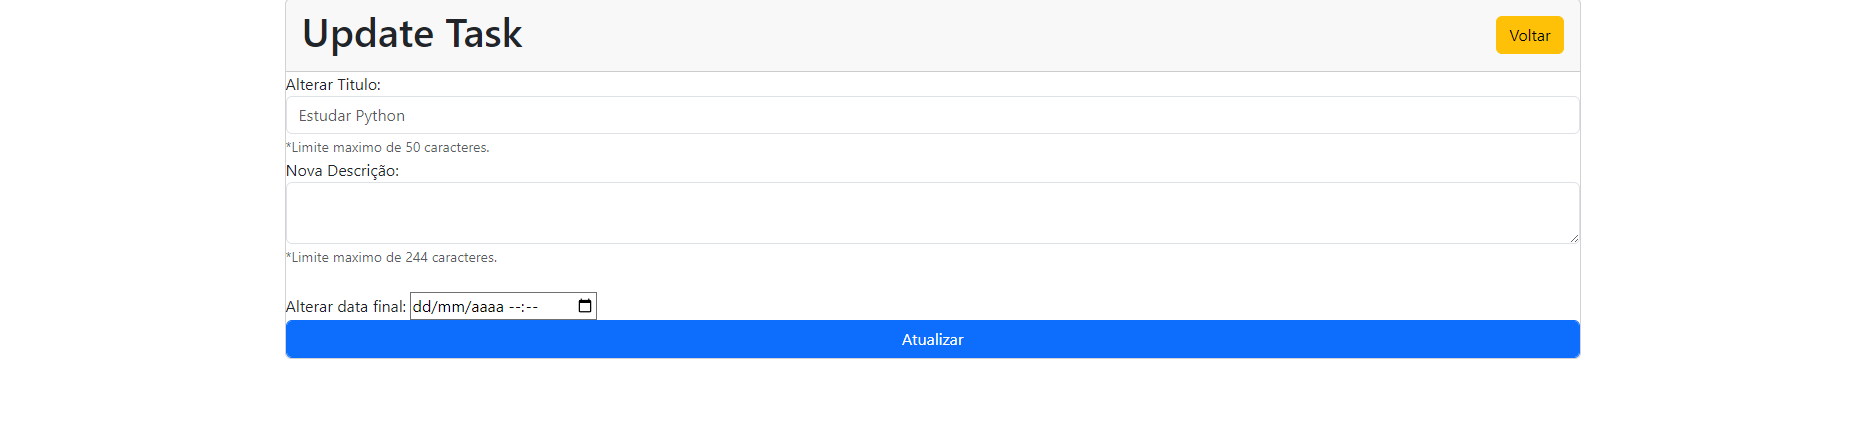 Update Task
Voltar
Alterar Titulo:
Estudar Python
*Limite maximo de 50 caracteres.
Nova Descrição:
*Limite maximo de 244 caracteres.
Alterar data final: dd/mm/aaaa --:--
Atualizar